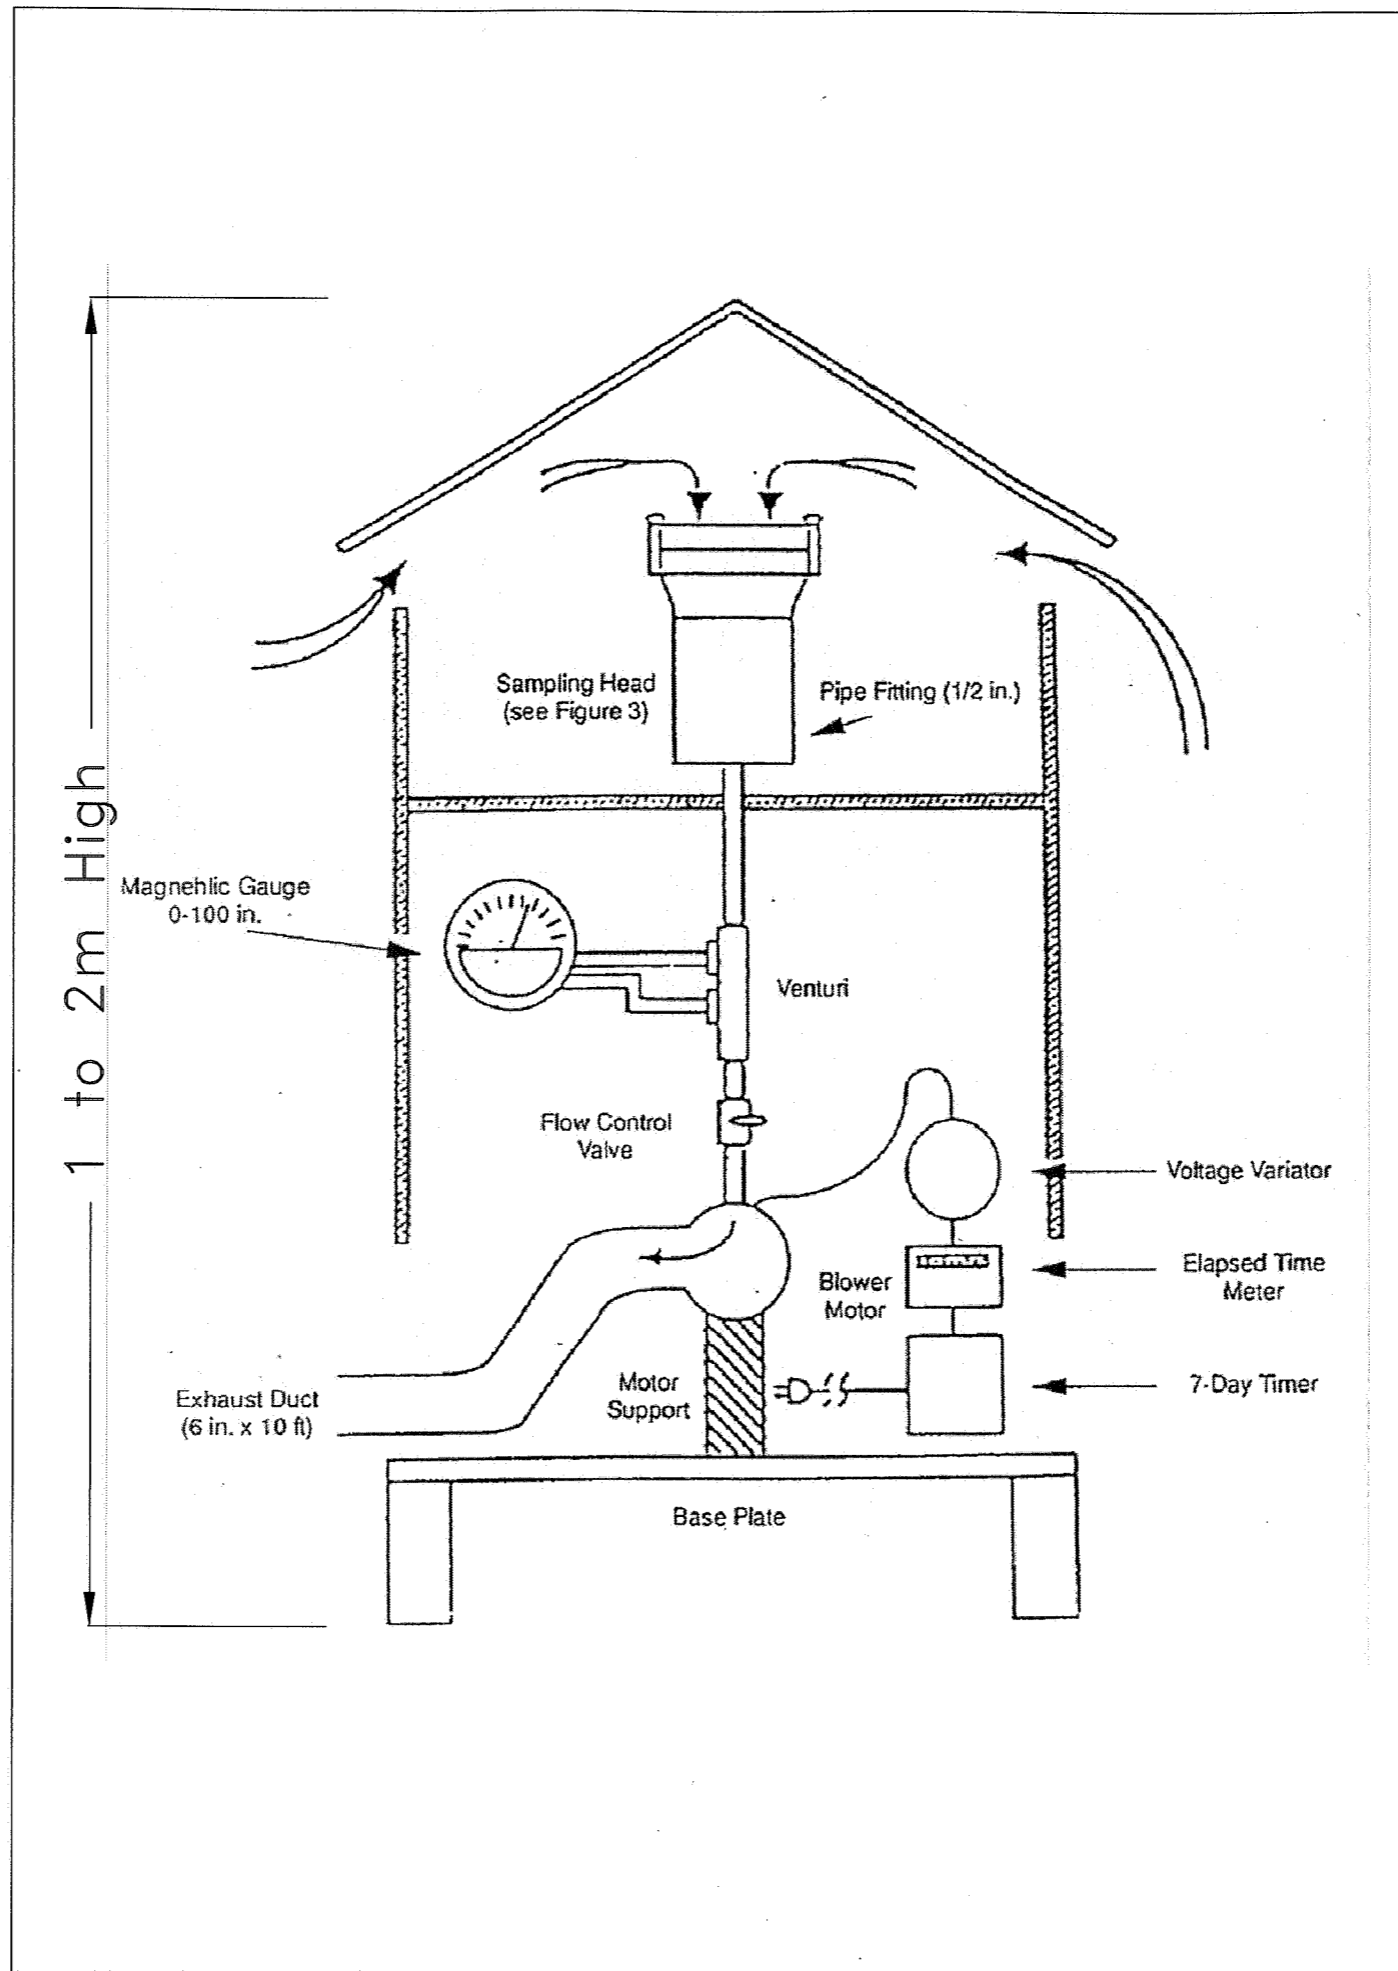 1 to 2m High
Sampling Head
(see Figure 3)
Pipe Fitting (1/2 in.)
Magnehlic Gauge
0-100 in.
Venturi
Flow Control
Valve
Voltage Variator
Elapsed Time
Meter
Blower
Motor
7-Day Timer
Motor
Support
Exhaust Duct
(6 in. x 10 ft)
Base Plate